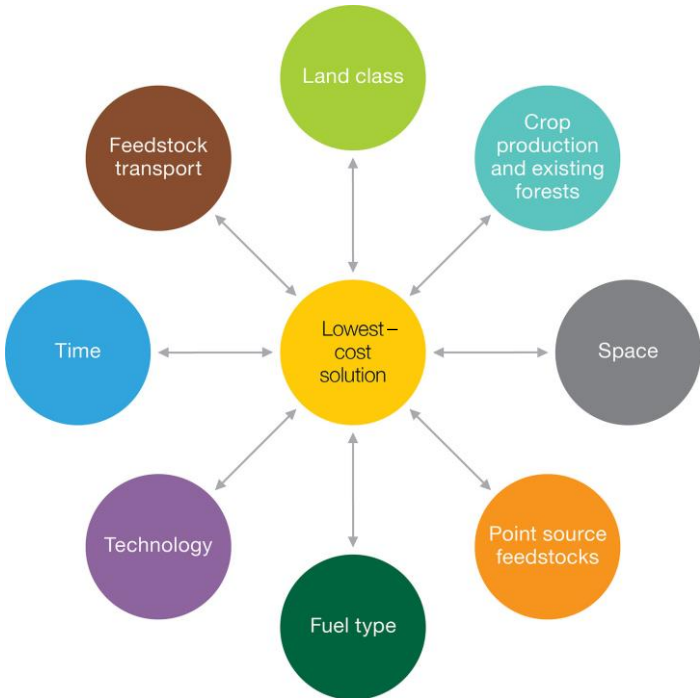 Land class
Feedstock
transport
Crop
production
and existing
forests
Time
Lowest–
cost
solution
Space
Technology
Point source
feedstocks
Fuel type